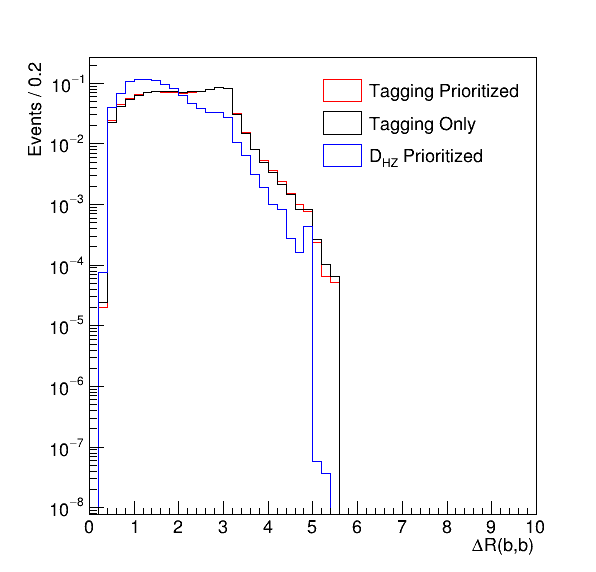 Events / 0.2
10⁻¹
10⁻²
10⁻³
10⁻⁴
10⁻⁵
10⁻⁶
10⁻⁷
10⁻⁸
Tagging Prioritized
Tagging Only
D_HZ Prioritized
0 1 2 3 4 5 6 7 8 9 10
ΔR(b,b)